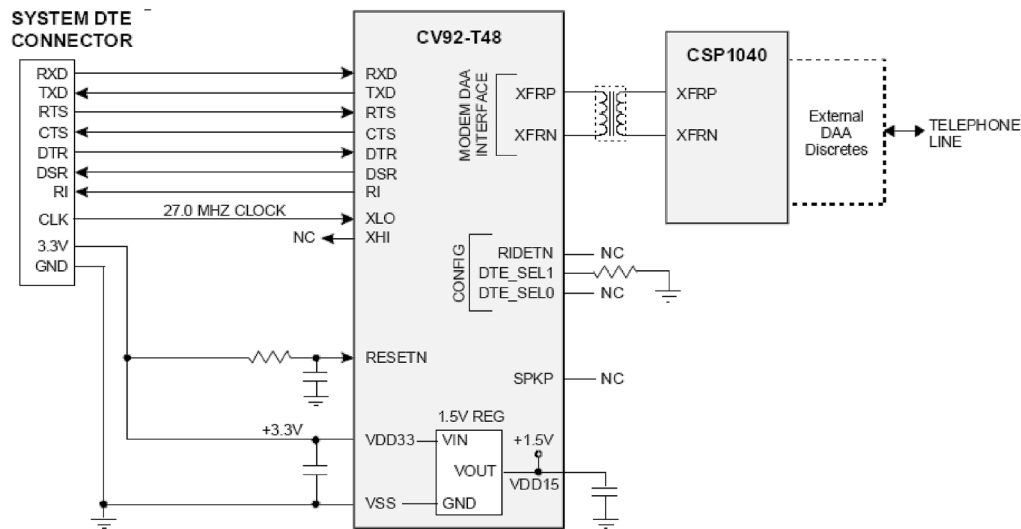 SYSTEM DTE
CONNECTOR
RXD
TXD
RTS
CTS
DTR
DSR
RI
CLK
3.3V
GND
27.0 MHZ CLOCK
NC
+3.3V
CV92-T48
RXD
TXD
RTS
CTS
DTR
DSR
RI
XLO
XHI
RESETN
VDD33
VSS
MODEM DAA
INTERFACE
XFRP
XFRN
CONFIG
RIDETN
DTE_SEL1
DTE_SEL0
NC
NC
SPKP
NC
1.5V REG
VIN
VOUT
GND
+1.5V
VDD15
CSP1040
XFRP
XFRN
External
DAA
Discretes
TELEPHONE
LINE